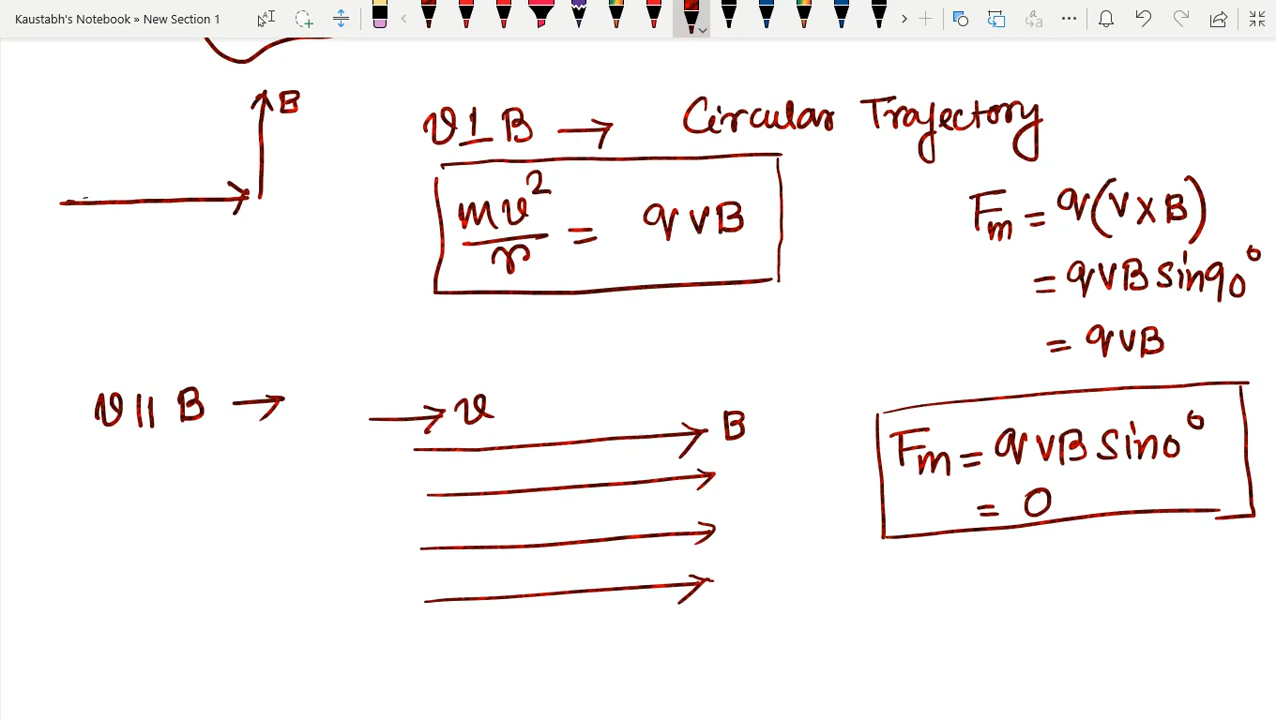 Kaustabh's Notebook » New Section 1
B
v ⊥ B → Circular Trajectory
mv²/r = qvB
Fm = q(v×B)
= qvB sin90°
= qvB
v || B →
→ v
B
Fm = qvB sin0°
= 0